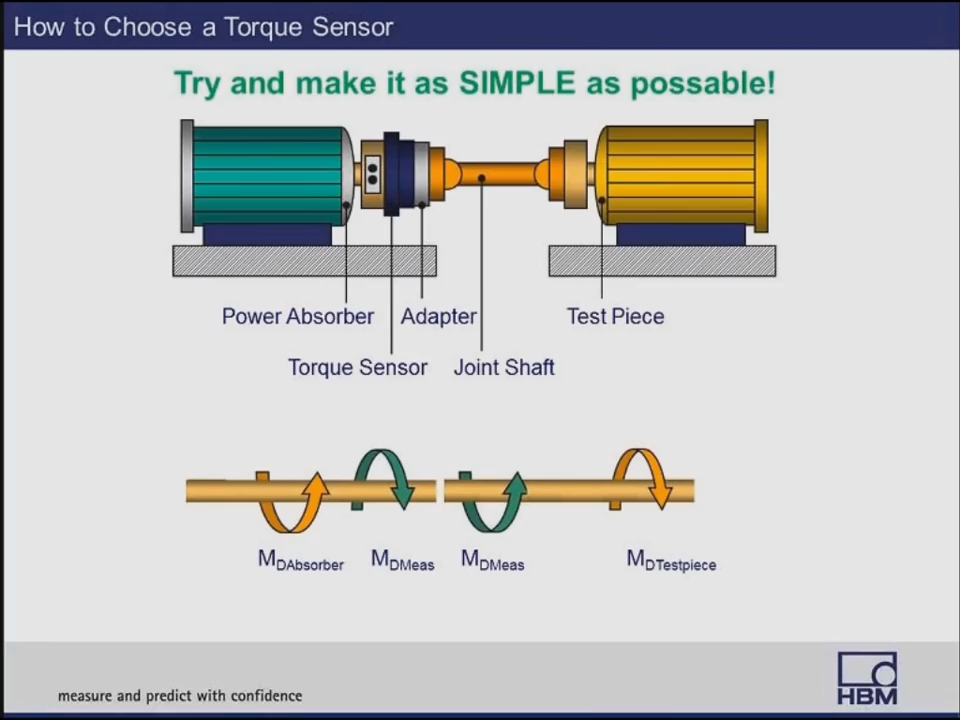 How to Choose a Torque Sensor
Try and make it as SIMPLE as possable!
Power Absorber Adapter Test Piece
Torque Sensor Joint Shaft
MDAbsorber MDMeas MDMeas MDTestpiece
measure and predict with confidence
HBM